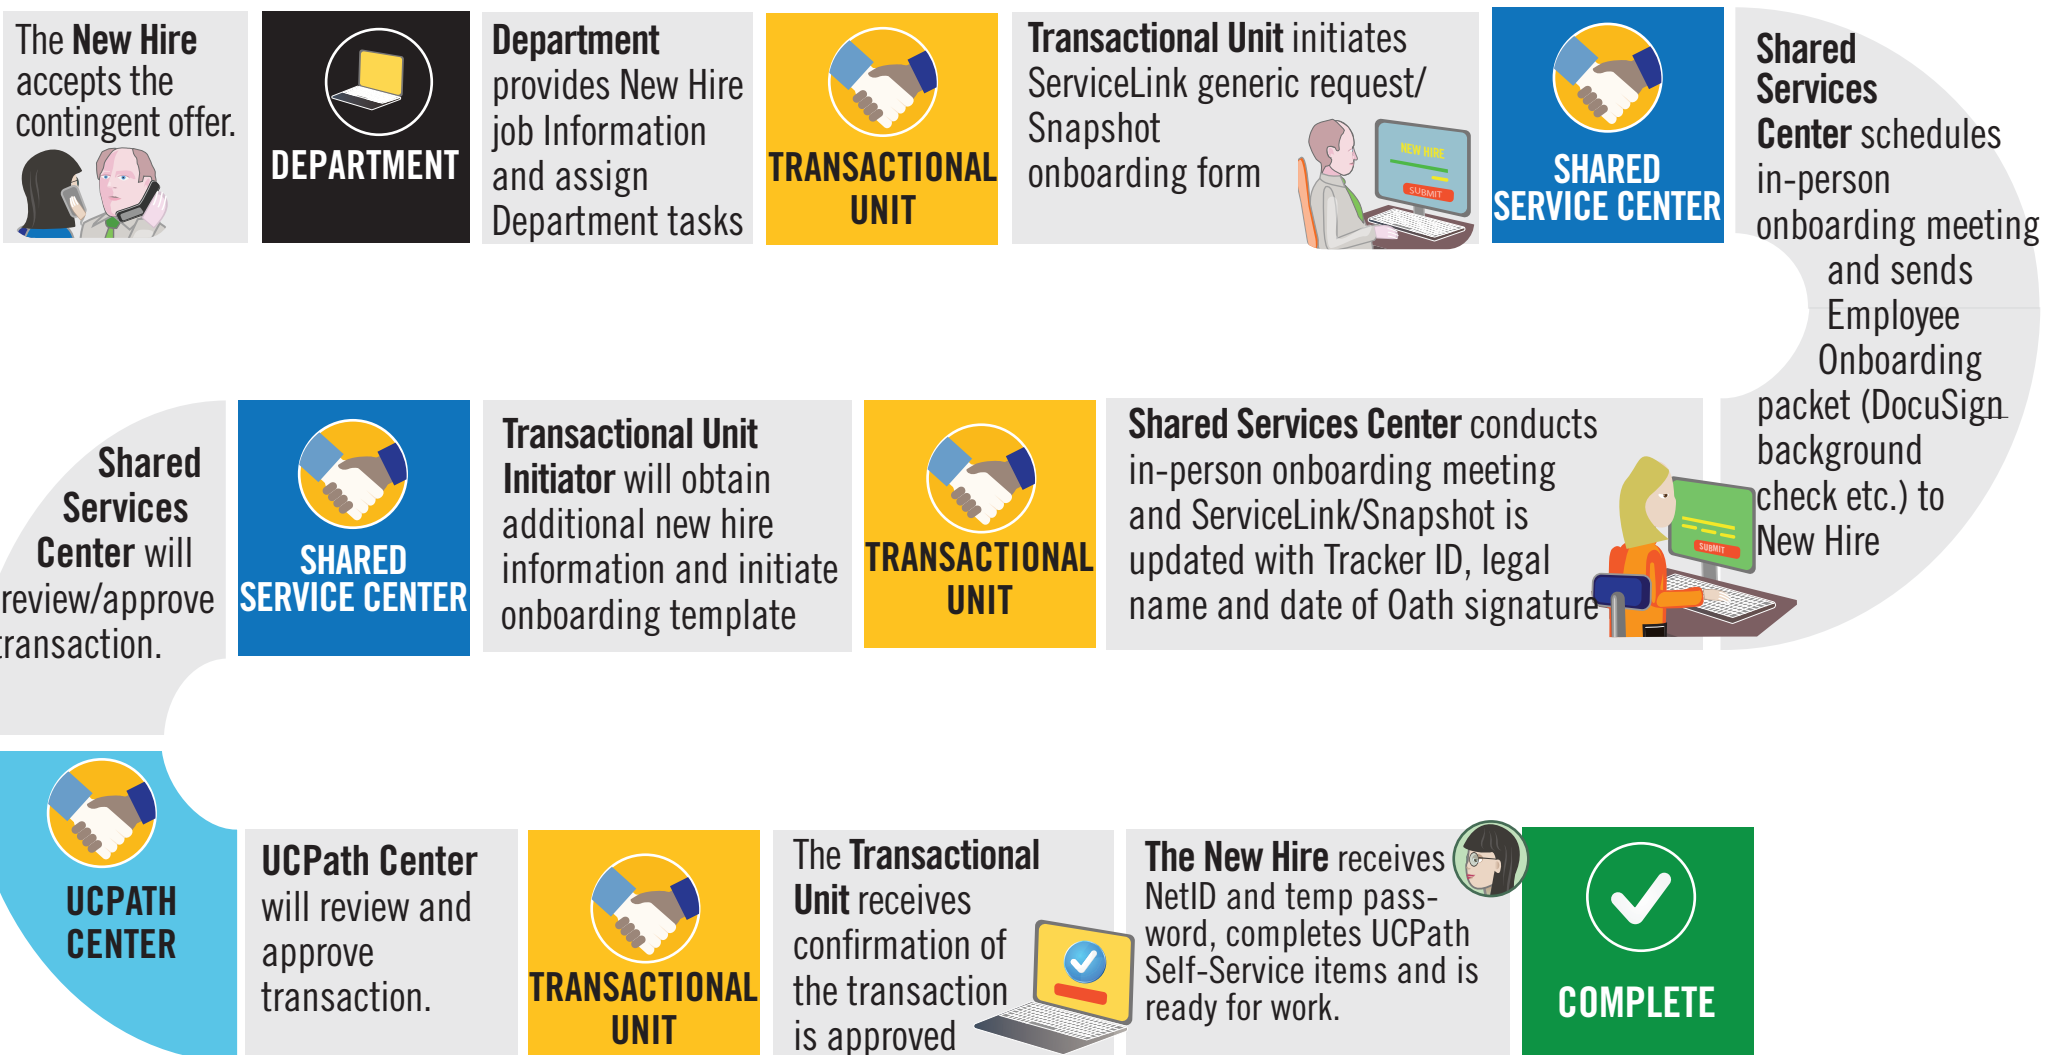 The New Hire
accepts the
contingent offer.
DEPARTMENT
Department
provides New Hire
job Information
and assign
Department tasks
TRANSACTIONAL
UNIT
Transactional Unit initiates
ServiceLink generic request/
Snapshot
onboarding form
NEW HIRE
SUBMIT
SHARED
SERVICE CENTER
Shared
Services
Center schedules
in-person
onboarding meeting
and sends
Employee
Onboarding
packet (DocuSign
background
check etc.) to
New Hire
Shared Services Center conducts
in-person onboarding meeting
and ServiceLink/Snapshot is
updated with Tracker ID, legal
name and date of Oath signature
SUBMIT
TRANSACTIONAL
UNIT
Transactional Unit
Initiator will obtain
additional new hire
information and initiate
onboarding template
SHARED
SERVICE CENTER
Shared
Services
Center will
review/approve
transaction.
UCPATH
CENTER
UCPath Center
will review and
approve
transaction.
TRANSACTIONAL
UNIT
The Transactional
Unit receives
confirmation of
the transaction
is approved
The New Hire receives
NetID and temp pass-
word, completes UCPath
Self-Service items and is
ready for work.
COMPLETE